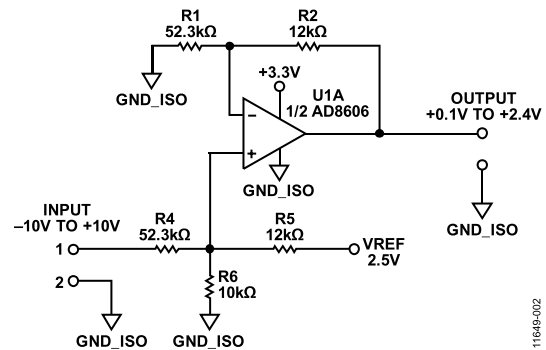 R1
52.3kΩ
R2
12kΩ
GND_ISO
+3.3V
U1A
1/2 AD8606
–
+
GND_ISO
OUTPUT
+0.1V TO +2.4V
GND_ISO
INPUT
–10V TO +10V
1
2
R4
52.3kΩ
R5
12kΩ
VREF
2.5V
R6
10kΩ
GND_ISO
GND_ISO
11649-002